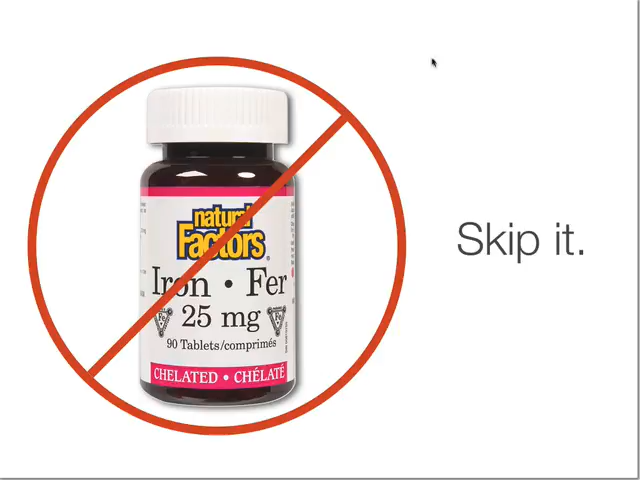 natural
Factors®
Iron • Fer
25 mg
Fe
Fe
90 Tablets/comprimés
CHELATED • CHÉLATÉ
Skip it.